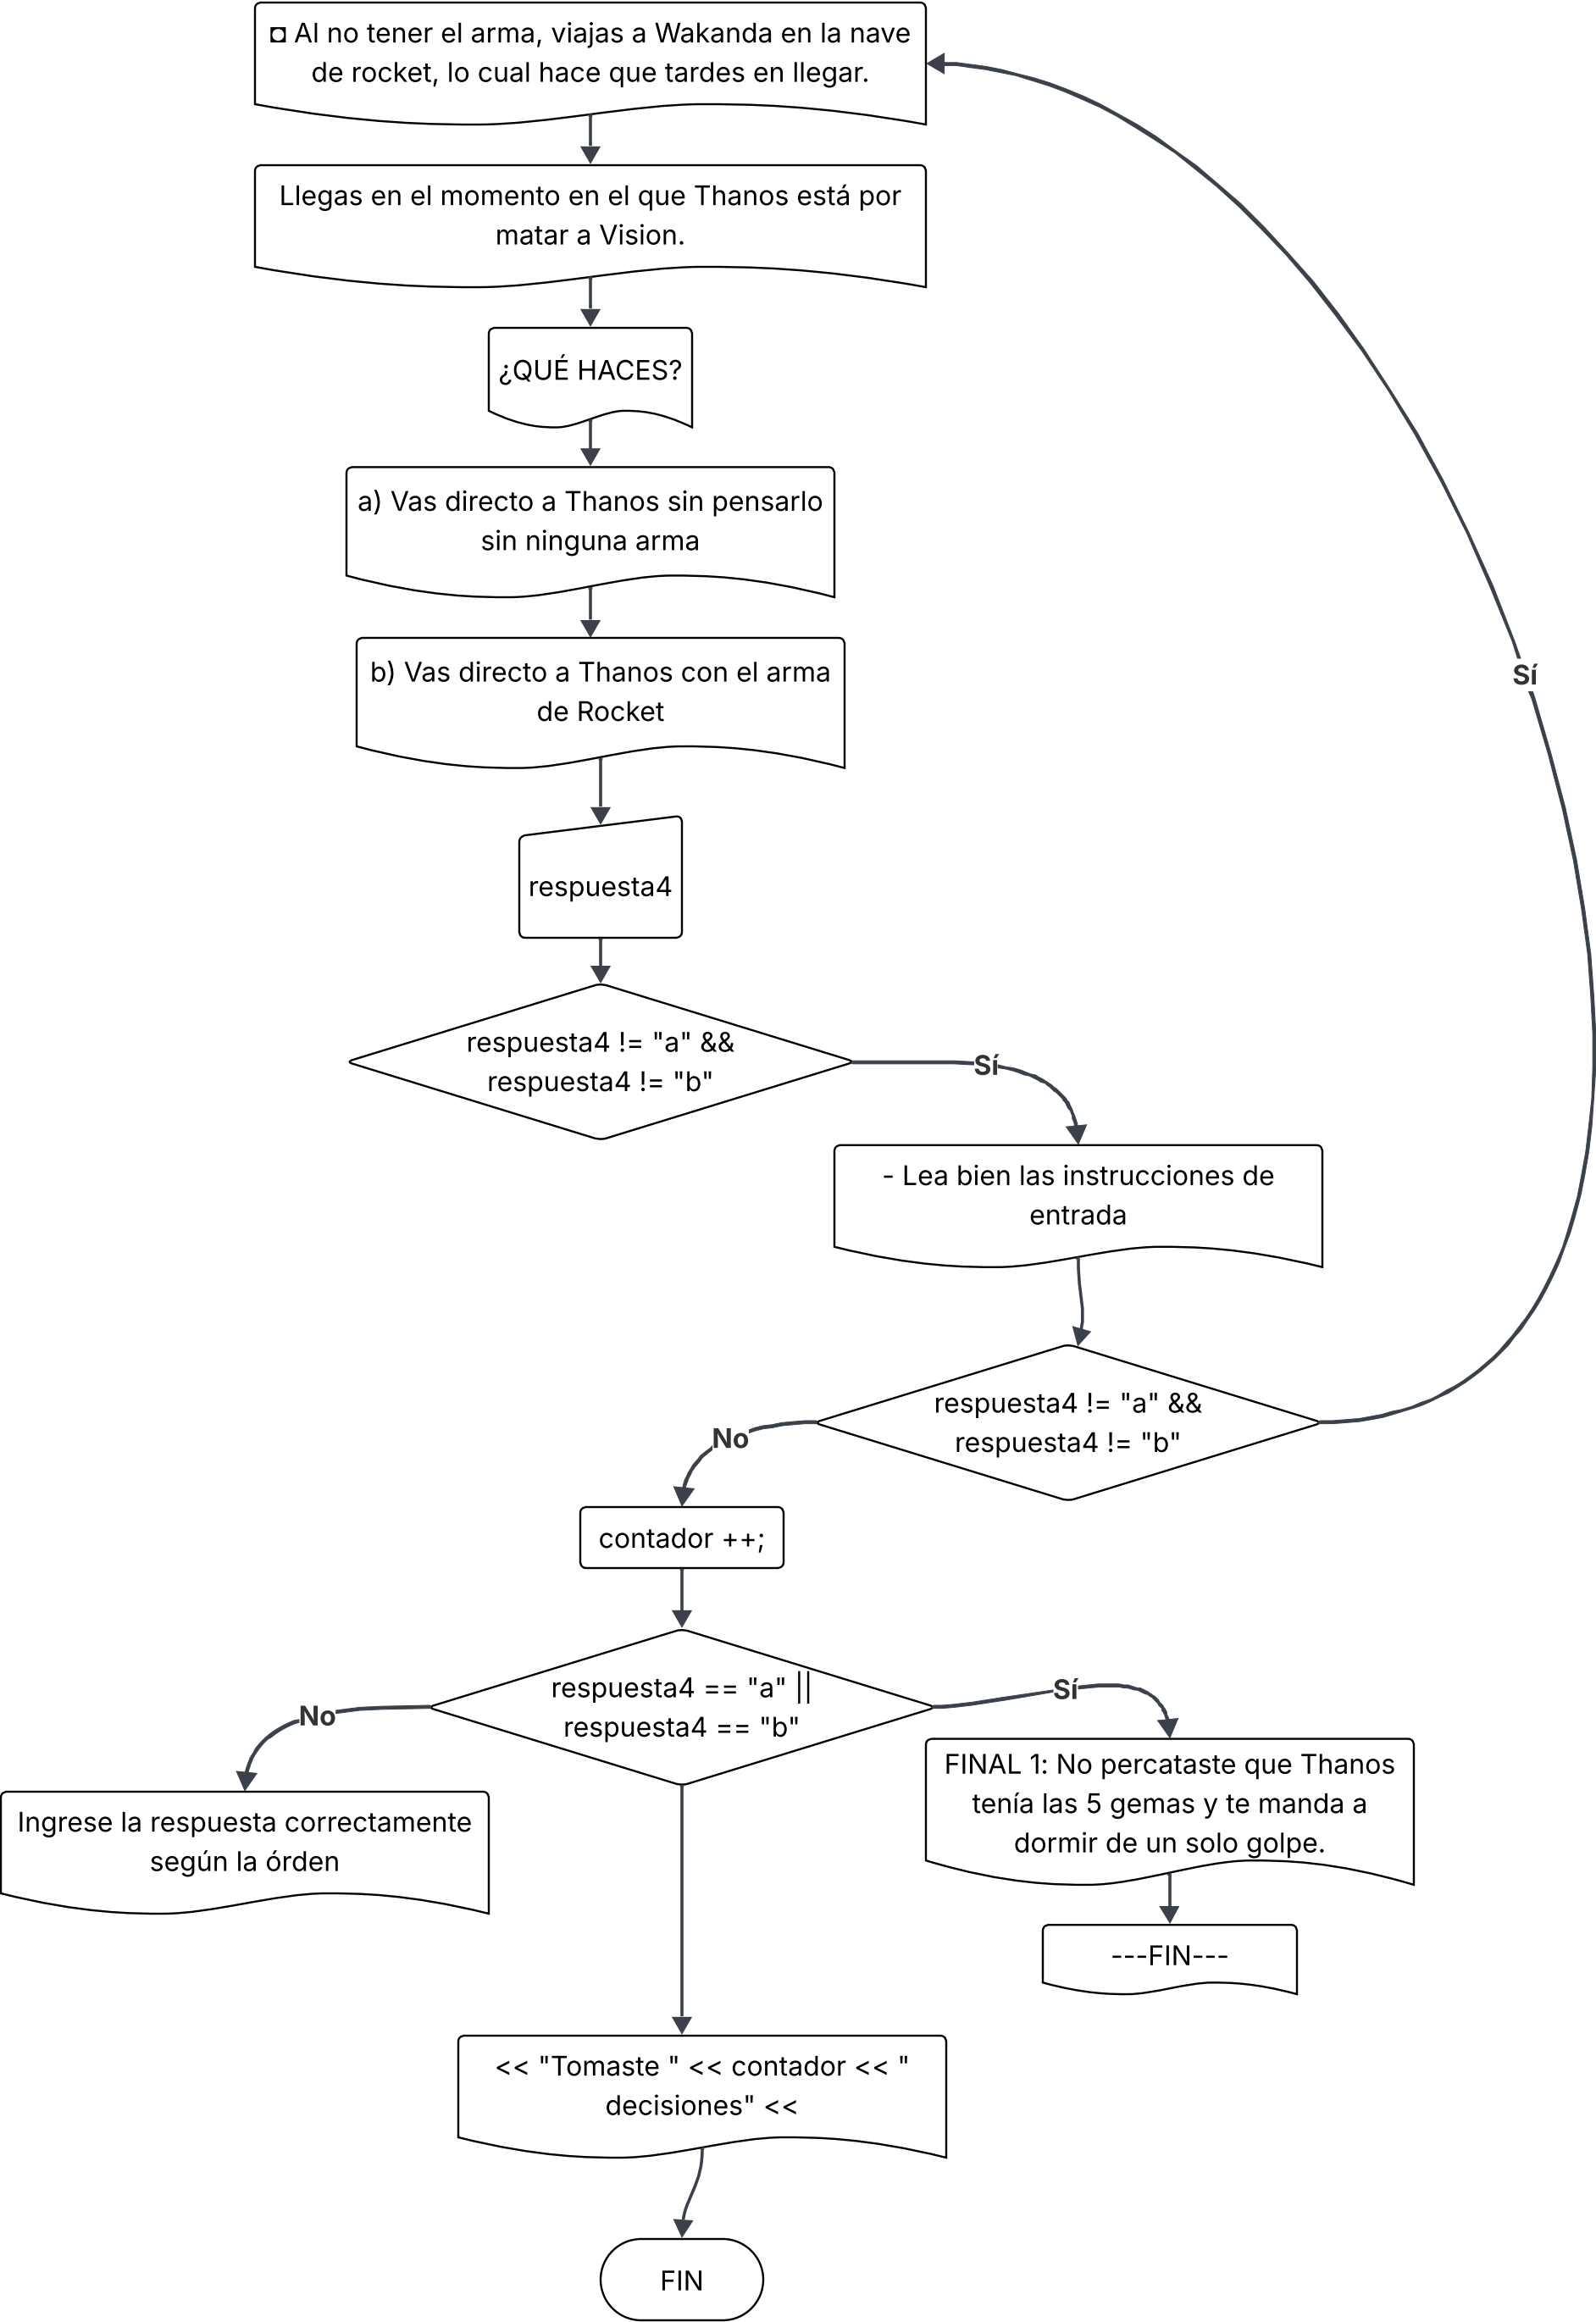 ◘ Al no tener el arma, viajas a Wakanda en la nave
de rocket, lo cual hace que tardes en llegar.
Llegas en el momento en el que Thanos está por
matar a Vision.
¿QUÉ HACES?
a) Vas directo a Thanos sin pensarlo
sin ninguna arma
b) Vas directo a Thanos con el arma
de Rocket
Sí
respuesta4
respuesta4 != "a" &&
respuesta4 != "b"
Sí
- Lea bien las instrucciones de
entrada
respuesta4 != "a" &&
respuesta4 != "b"
No
contador ++;
respuesta4 == "a" ||
respuesta4 == "b"
No
Sí
Ingrese la respuesta correctamente
según la órden
FINAL 1: No percataste que Thanos
tenía las 5 gemas y te manda a
dormir de un solo golpe.
---FIN---
<< "Tomaste " << contador << "
decisiones" <<
FIN